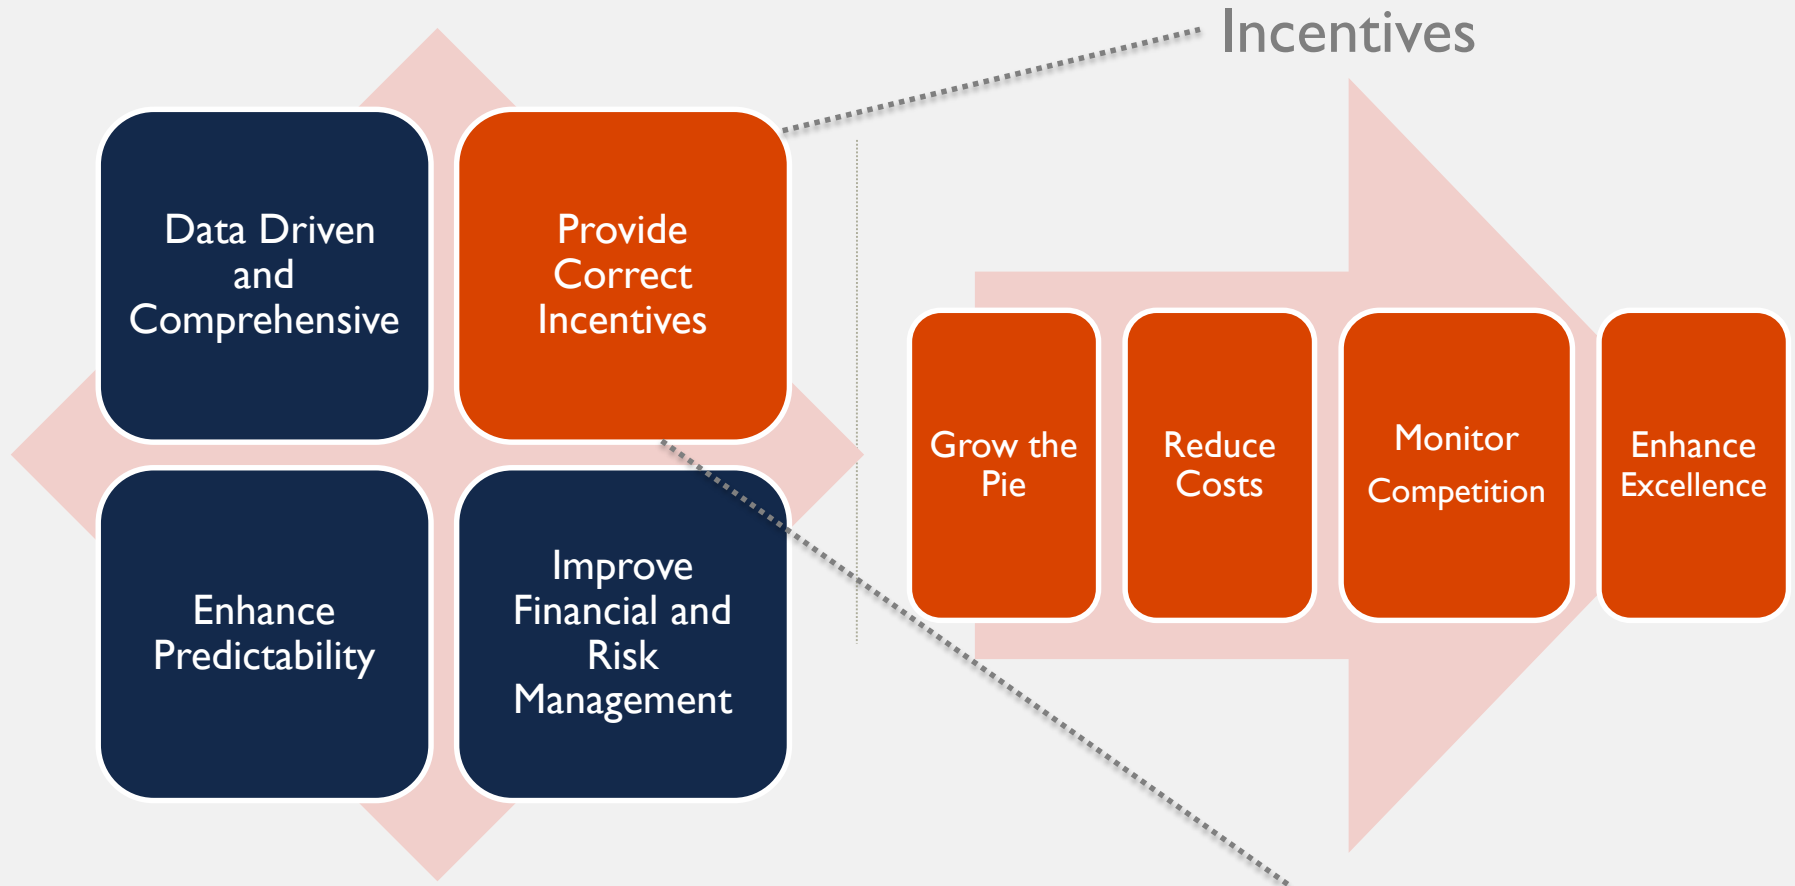 Incentives
Data Driven
and
Comprehensive
Provide
Correct
Incentives
Enhance
Predictability
Improve
Financial and
Risk
Management
Grow the
Pie
Reduce
Costs
Monitor
Competition
Enhance
Excellence